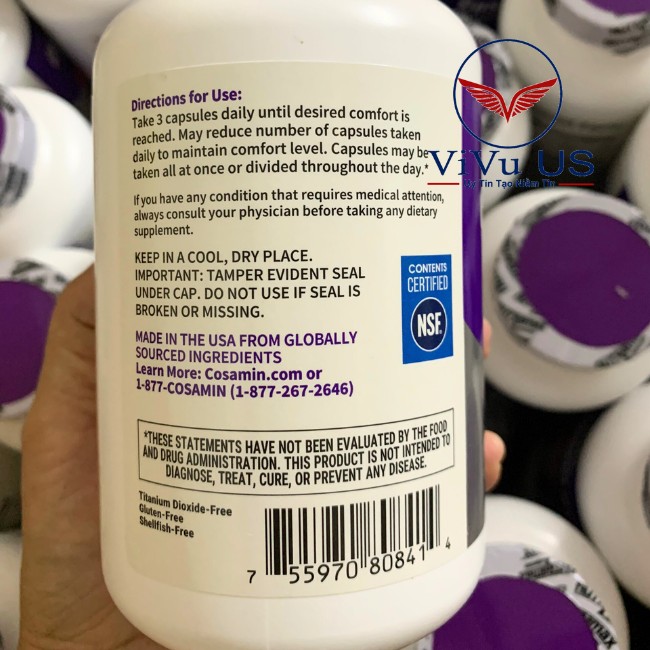 Directions for Use:
Take 3 capsules daily until desired comfort is
reached. May reduce number of capsules taken
daily to maintain comfort level. Capsules may be
taken all at once or divided throughout the day.*
If you have any condition that requires medical attention,
always consult your physician before taking any dietary
supplement.
KEEP IN A COOL, DRY PLACE.
IMPORTANT: TAMPER EVIDENT SEAL
UNDER CAP. DO NOT USE IF SEAL IS
BROKEN OR MISSING.
MADE IN THE USA FROM GLOBALLY
SOURCED INGREDIENTS
Learn More: Cosamin.com or
1-877-COSAMIN (1-877-267-2646)
CONTENTS
CERTIFIED
NSF
*THESE STATEMENTS HAVE NOT BEEN EVALUATED BY THE FOOD
AND DRUG ADMINISTRATION. THIS PRODUCT IS NOT INTENDED TO
DIAGNOSE, TREAT, CURE, OR PREVENT ANY DISEASE.
Titanium Dioxide-Free
Gluten-Free
Shellfish-Free
7 55970 80841 4
ViVu US
Tín Tạo Niềm Tin